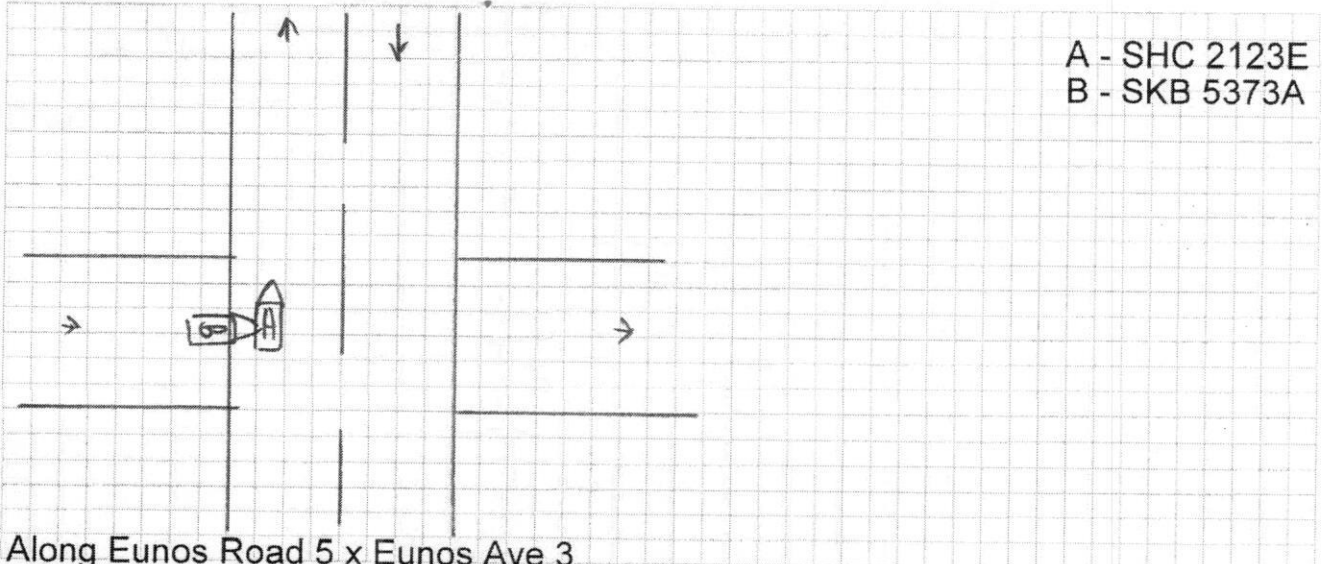 A - SHC 2123E
B - SKB 5373A
B A
Along Eunos Road 5 x Eunos Ave 3